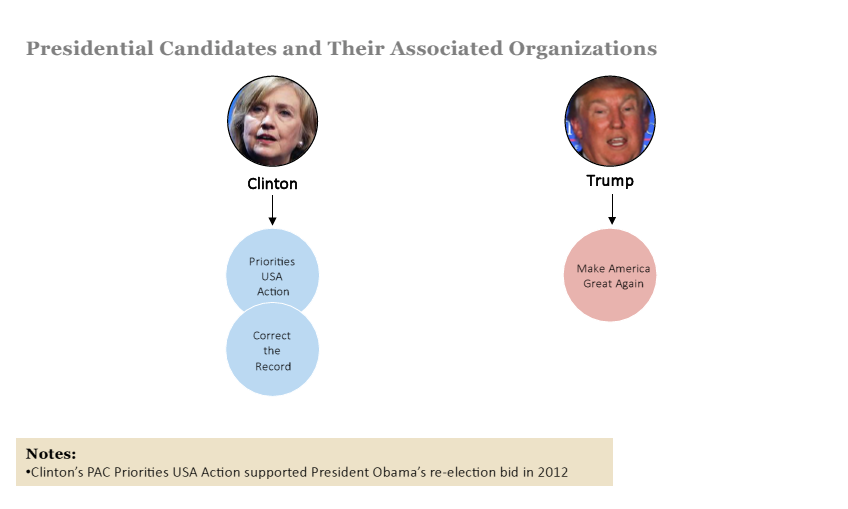 Presidential Candidates and Their Associated Organizations
Clinton
Trump
Priorities
USA
Action
Correct
the
Record
Make America
Great Again
Notes:
•Clinton’s PAC Priorities USA Action supported President Obama’s re-election bid in 2012